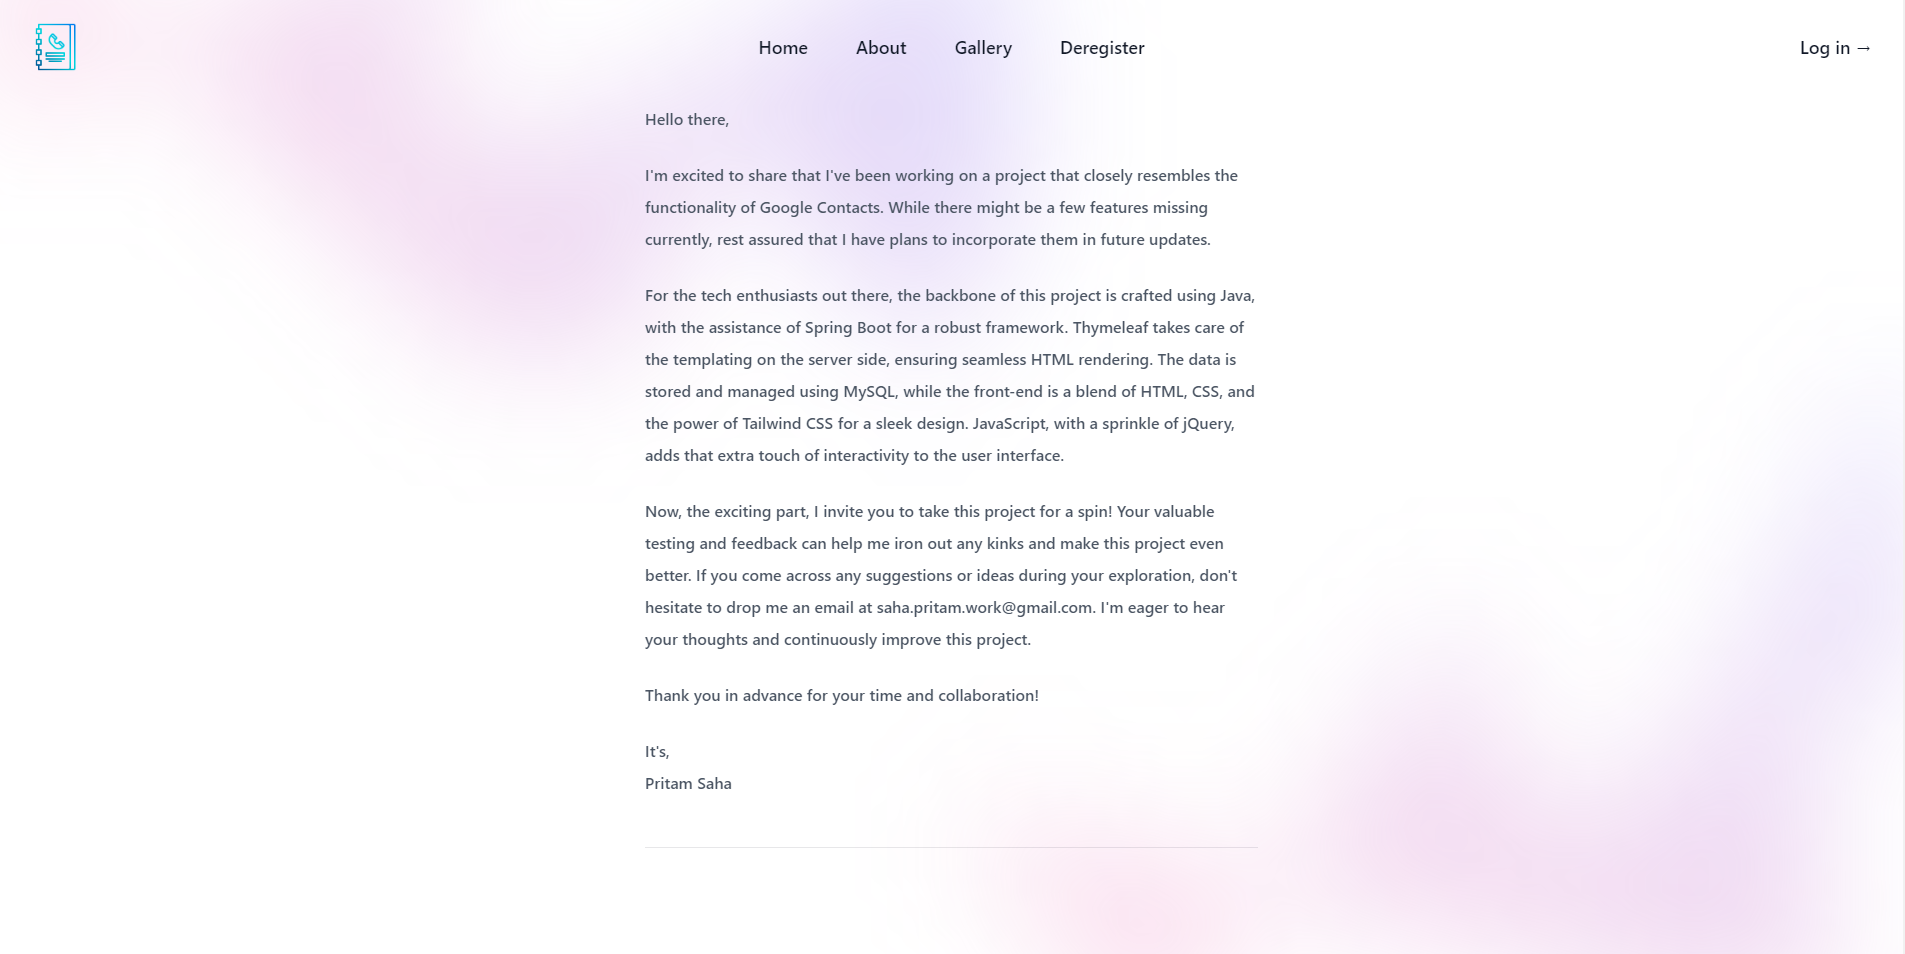 Home About Gallery Deregister Log in →
Hello there,
I'm excited to share that I've been working on a project that closely resembles the
functionality of Google Contacts. While there might be a few features missing
currently, rest assured that I have plans to incorporate them in future updates.
For the tech enthusiasts out there, the backbone of this project is crafted using Java,
with the assistance of Spring Boot for a robust framework. Thymeleaf takes care of
the templating on the server side, ensuring seamless HTML rendering. The data is
stored and managed using MySQL, while the front-end is a blend of HTML, CSS, and
the power of Tailwind CSS for a sleek design. JavaScript, with a sprinkle of jQuery,
adds that extra touch of interactivity to the user interface.
Now, the exciting part, I invite you to take this project for a spin! Your valuable
testing and feedback can help me iron out any kinks and make this project even
better. If you come across any suggestions or ideas during your exploration, don't
hesitate to drop me an email at saha.pritam.work@gmail.com. I'm eager to hear
your thoughts and continuously improve this project.
Thank you in advance for your time and collaboration!
It's,
Pritam Saha